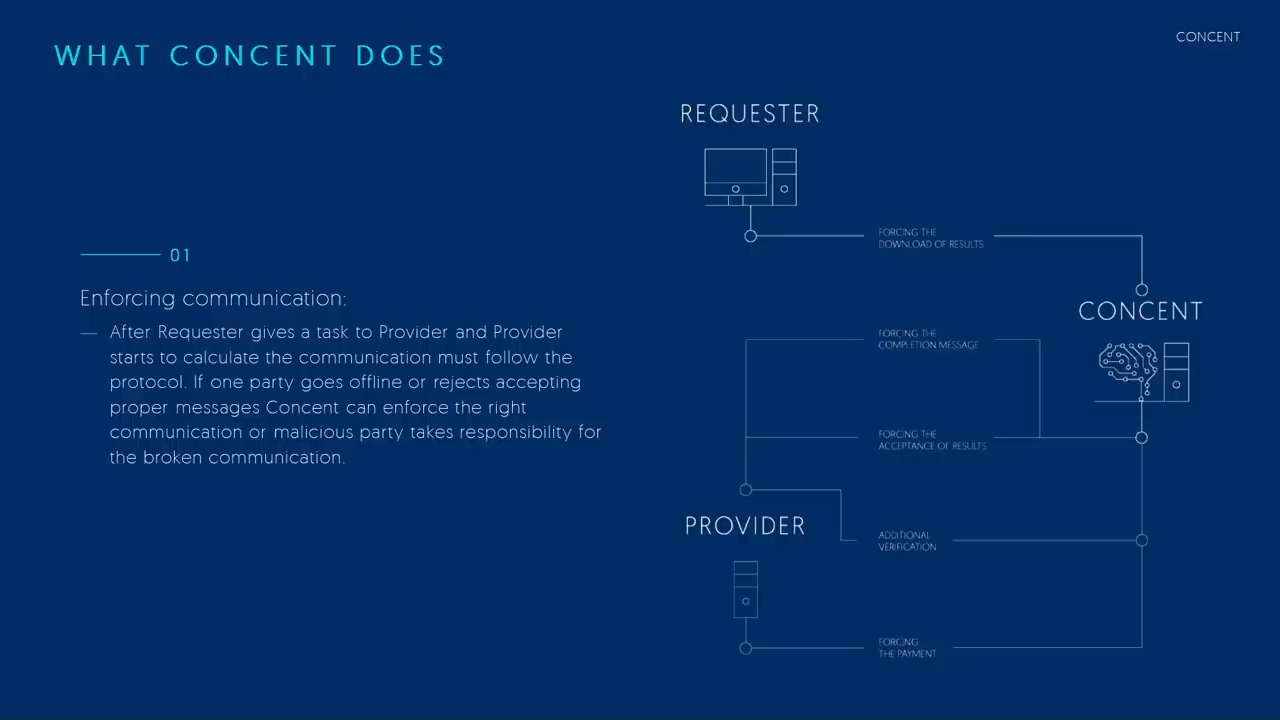 WHAT CONCENT DOES
CONCENT
01
Enforcing communication:
— After Requester gives a task to Provider and Provider
starts to calculate the communication must follow the
protocol. If one party goes offline or rejects accepting
proper messages Concent can enforce the right
communication or malicious party takes responsibility for
the broken communication.
REQUESTER
FORCING THE
DOWNLOAD OF RESULTS
CONCENT
FORCING THE
COMPLETION MESSAGE
FORCING THE
ACCEPTANCE OF RESULTS
PROVIDER
ADDITIONAL
VERIFICATION
FORCING
THE PAYMENT